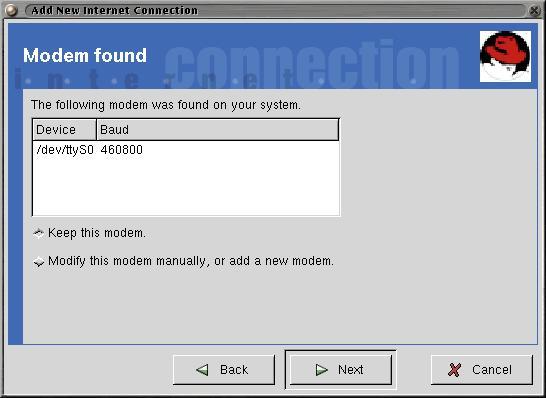 Add New Internet Connection
Modem found
connection
internet
The following modem was found on your system.
Device Baud
/dev/ttyS0 460800
Keep this modem.
Modify this modem manually, or add a new modem.
Back Next Cancel